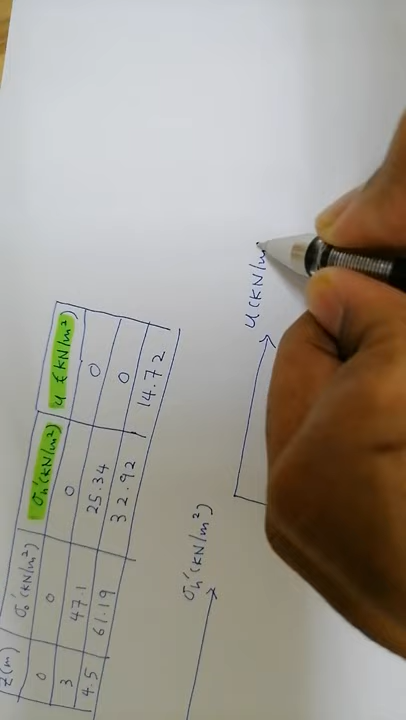 Z(m) σo'(kN/m²) σh'(kN/m²) u (kN/m²)
0 0 0 0
3 47.1 25.34 0
4.5 61.19 32.92 14.72
σh'(kN/m²)
u(kN/m